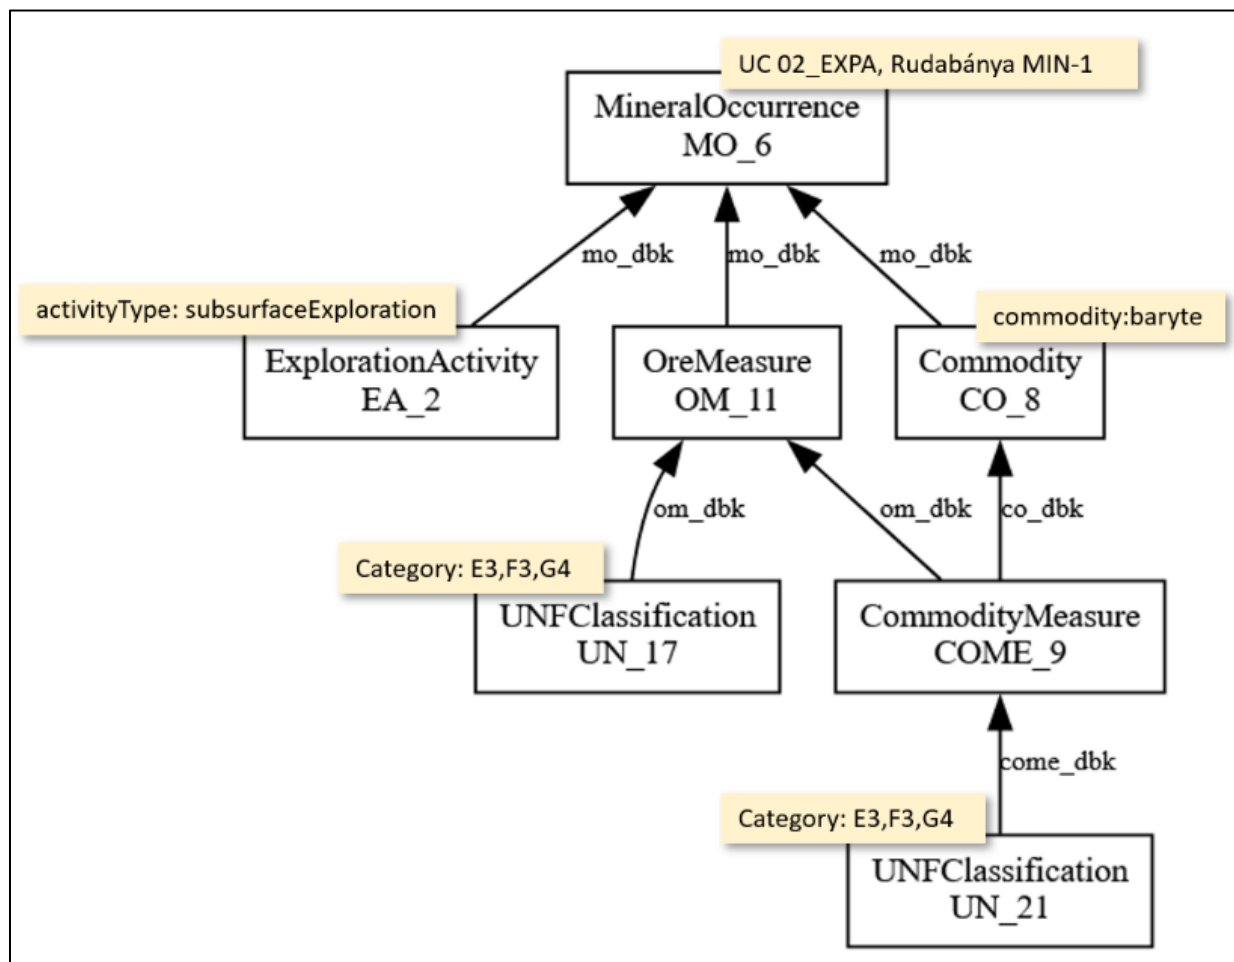 UC 02_EXPA, Rudabánya MIN-1
MineralOccurrence
MO_6
mo_dbk
mo_dbk
mo_dbk
activityType: subsurfaceExploration
commodity:baryte
ExplorationActivity
EA_2
OreMeasure
OM_11
Commodity
CO_8
om_dbk
om_dbk
co_dbk
Category: E3,F3,G4
UNFClassification
UN_17
CommodityMeasure
COME_9
come_dbk
Category: E3,F3,G4
UNFClassification
UN_21